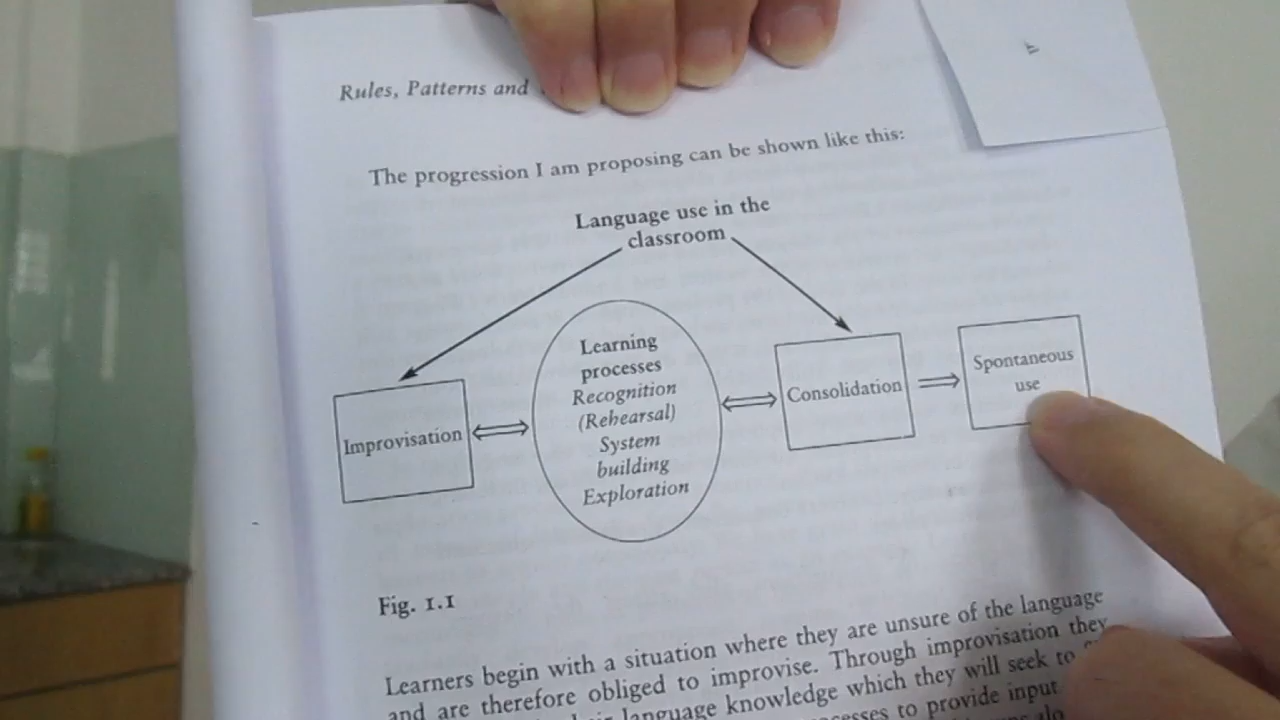 Rules, Patterns and
The progression I am proposing can be shown like this:
Language use in the
classroom
Improvisation
Learning
processes
Recognition
(Rehearsal)
System
building
Exploration
Consolidation
Spontaneous
use
Fig. 1.1
Learners begin with a situation where they are unsure of the language
and are therefore obliged to improvise. Through improvisation they
language knowledge which they will seek to
to provide input